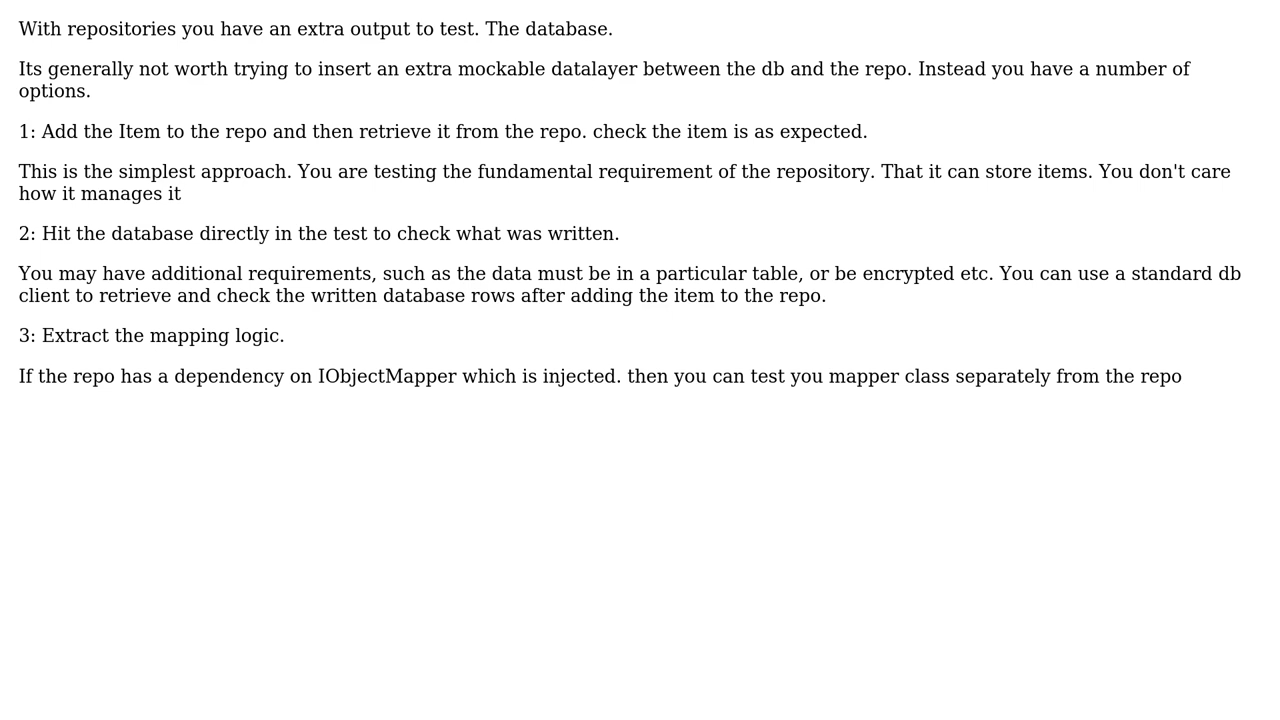 With repositories you have an extra output to test. The database.
Its generally not worth trying to insert an extra mockable datalayer between the db and the repo. Instead you have a number of
options.
1: Add the Item to the repo and then retrieve it from the repo. check the item is as expected.
This is the simplest approach. You are testing the fundamental requirement of the repository. That it can store items. You don't care
how it manages it
2: Hit the database directly in the test to check what was written.
You may have additional requirements, such as the data must be in a particular table, or be encrypted etc. You can use a standard db
client to retrieve and check the written database rows after adding the item to the repo.
3: Extract the mapping logic.
If the repo has a dependency on IObjectMapper which is injected. then you can test you mapper class separately from the repo